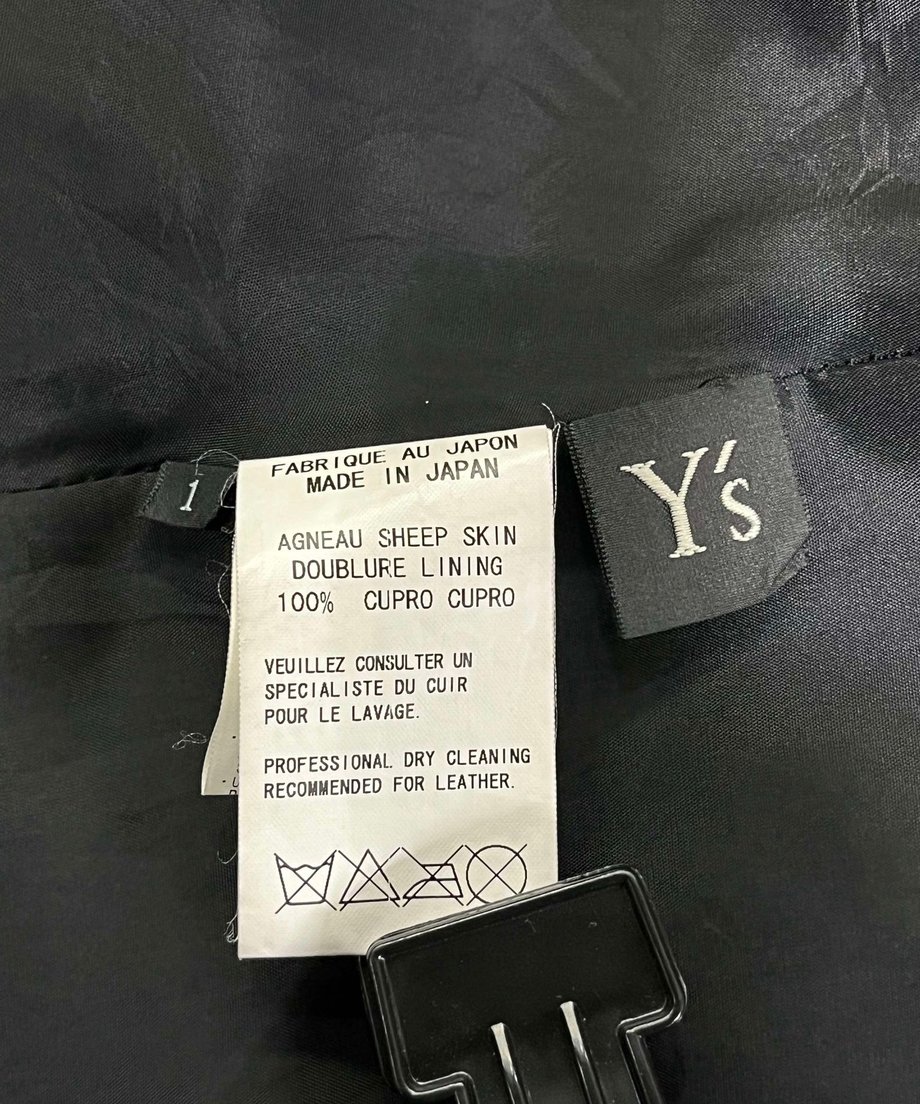 1
FABRIQUE AU JAPON
MADE IN JAPAN
AGNEAU SHEEP SKIN
DOUBLURE LINING
100% CUPRO CUPRO
VEUILLEZ CONSULTER UN
SPECIALISTE DU CUIR
POUR LE LAVAGE.
PROFESSIONAL DRY CLEANING
RECOMMENDED FOR LEATHER.
Y's